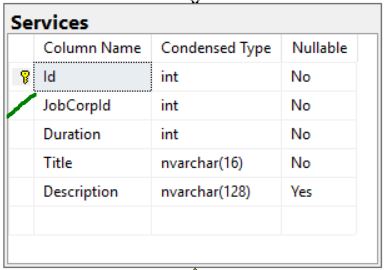 Services
Column Name Condensed Type Nullable
Id int No
JobCorpId int No
Duration int No
Title nvarchar(16) No
Description nvarchar(128) Yes